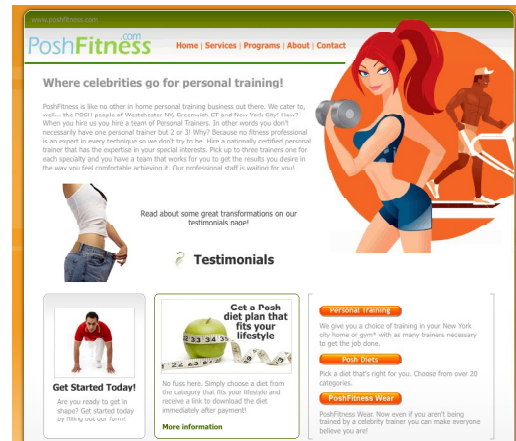 www.poshfitness.com
PoshFitness.com
Home | Services | Programs | About | Contact
Where celebrities go for personal training!
PoshFitness is like no other in home personal training business out there. We cater to,
When you hire us you hire a team of Personal Trainers. In other words you don't
necessarily have one personal trainer but 2 or 3! Why? Because no fitness professional
is an expert in every technique so we don't try to be. Hire a nationally certified personal
trainer that has the expertise in your special interests. Pick up to three trainers one for
each specialty and you have a team that works for you to get the results you desire in
the way you feel comfortable achieving it. Our professional staff is waiting for you!
Read about some great transformations on our
testimonials page!
Testimonials
Get Started Today!
Are you ready to get in
shape? Get started today
by filling out our form!
Get a Posh
diet plan that
fits your
lifestyle
No fuss here. Simply choose a diet from
the category that fits your lifestyle and
receive a link to download the diet
immediately after payment!
More information
Personal Training
We give you a choice of training in your New York
city home or gym* with as many trainers necessary
to get the job done.
Posh Diets
Pick a diet that's right for you. Choose from over 20
categories.
PoshFitness Wear
PoshFitness Wear. Now even if you aren't being
trained by a celebrity trainer you can make everyone
believe you are!